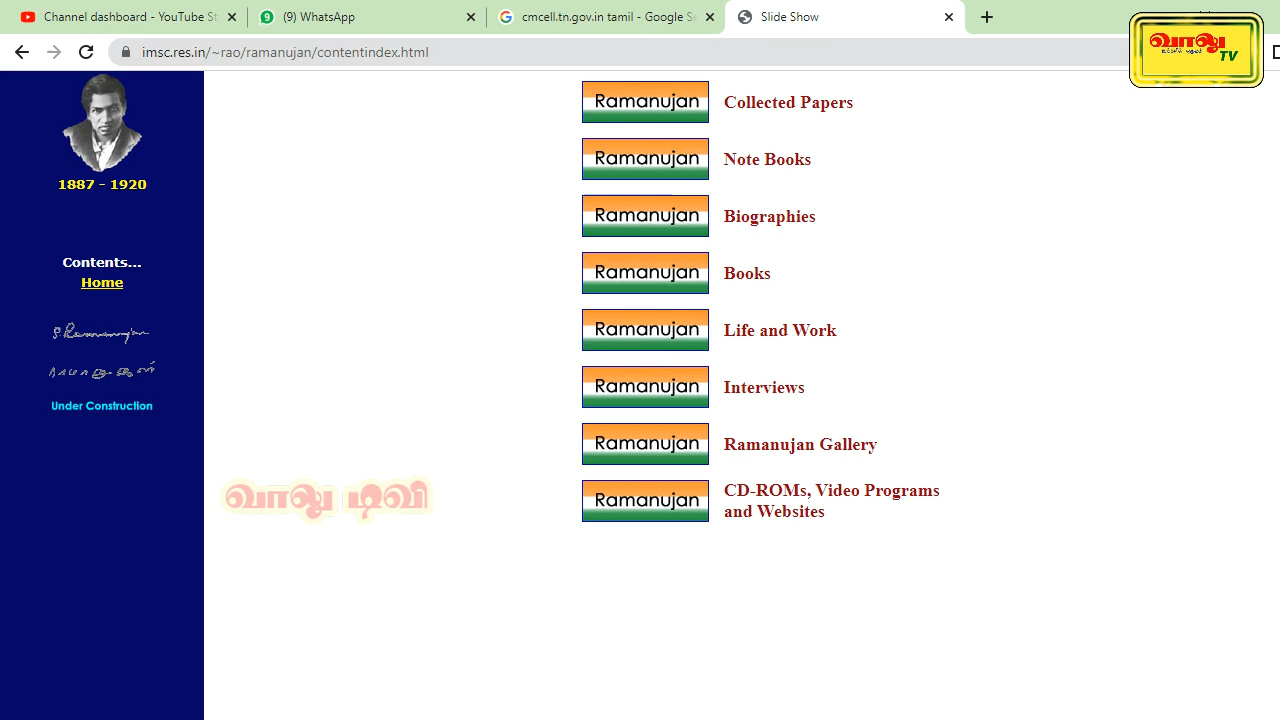 Channel dashboard - YouTube St
(9) WhatsApp
cmcell.tn.gov.in tamil - Google Se
Slide Show
imsc.res.in/~rao/ramanujan/contentindex.html
வாலு
TV
1887 - 1920
Contents...
Home
S. Ramanujan
Under Construction
Ramanujan Collected Papers
Ramanujan Note Books
Ramanujan Biographies
Ramanujan Books
Ramanujan Life and Work
Ramanujan Interviews
Ramanujan Ramanujan Gallery
Ramanujan CD-ROMs, Video Programs
and Websites
வாலு டிவி